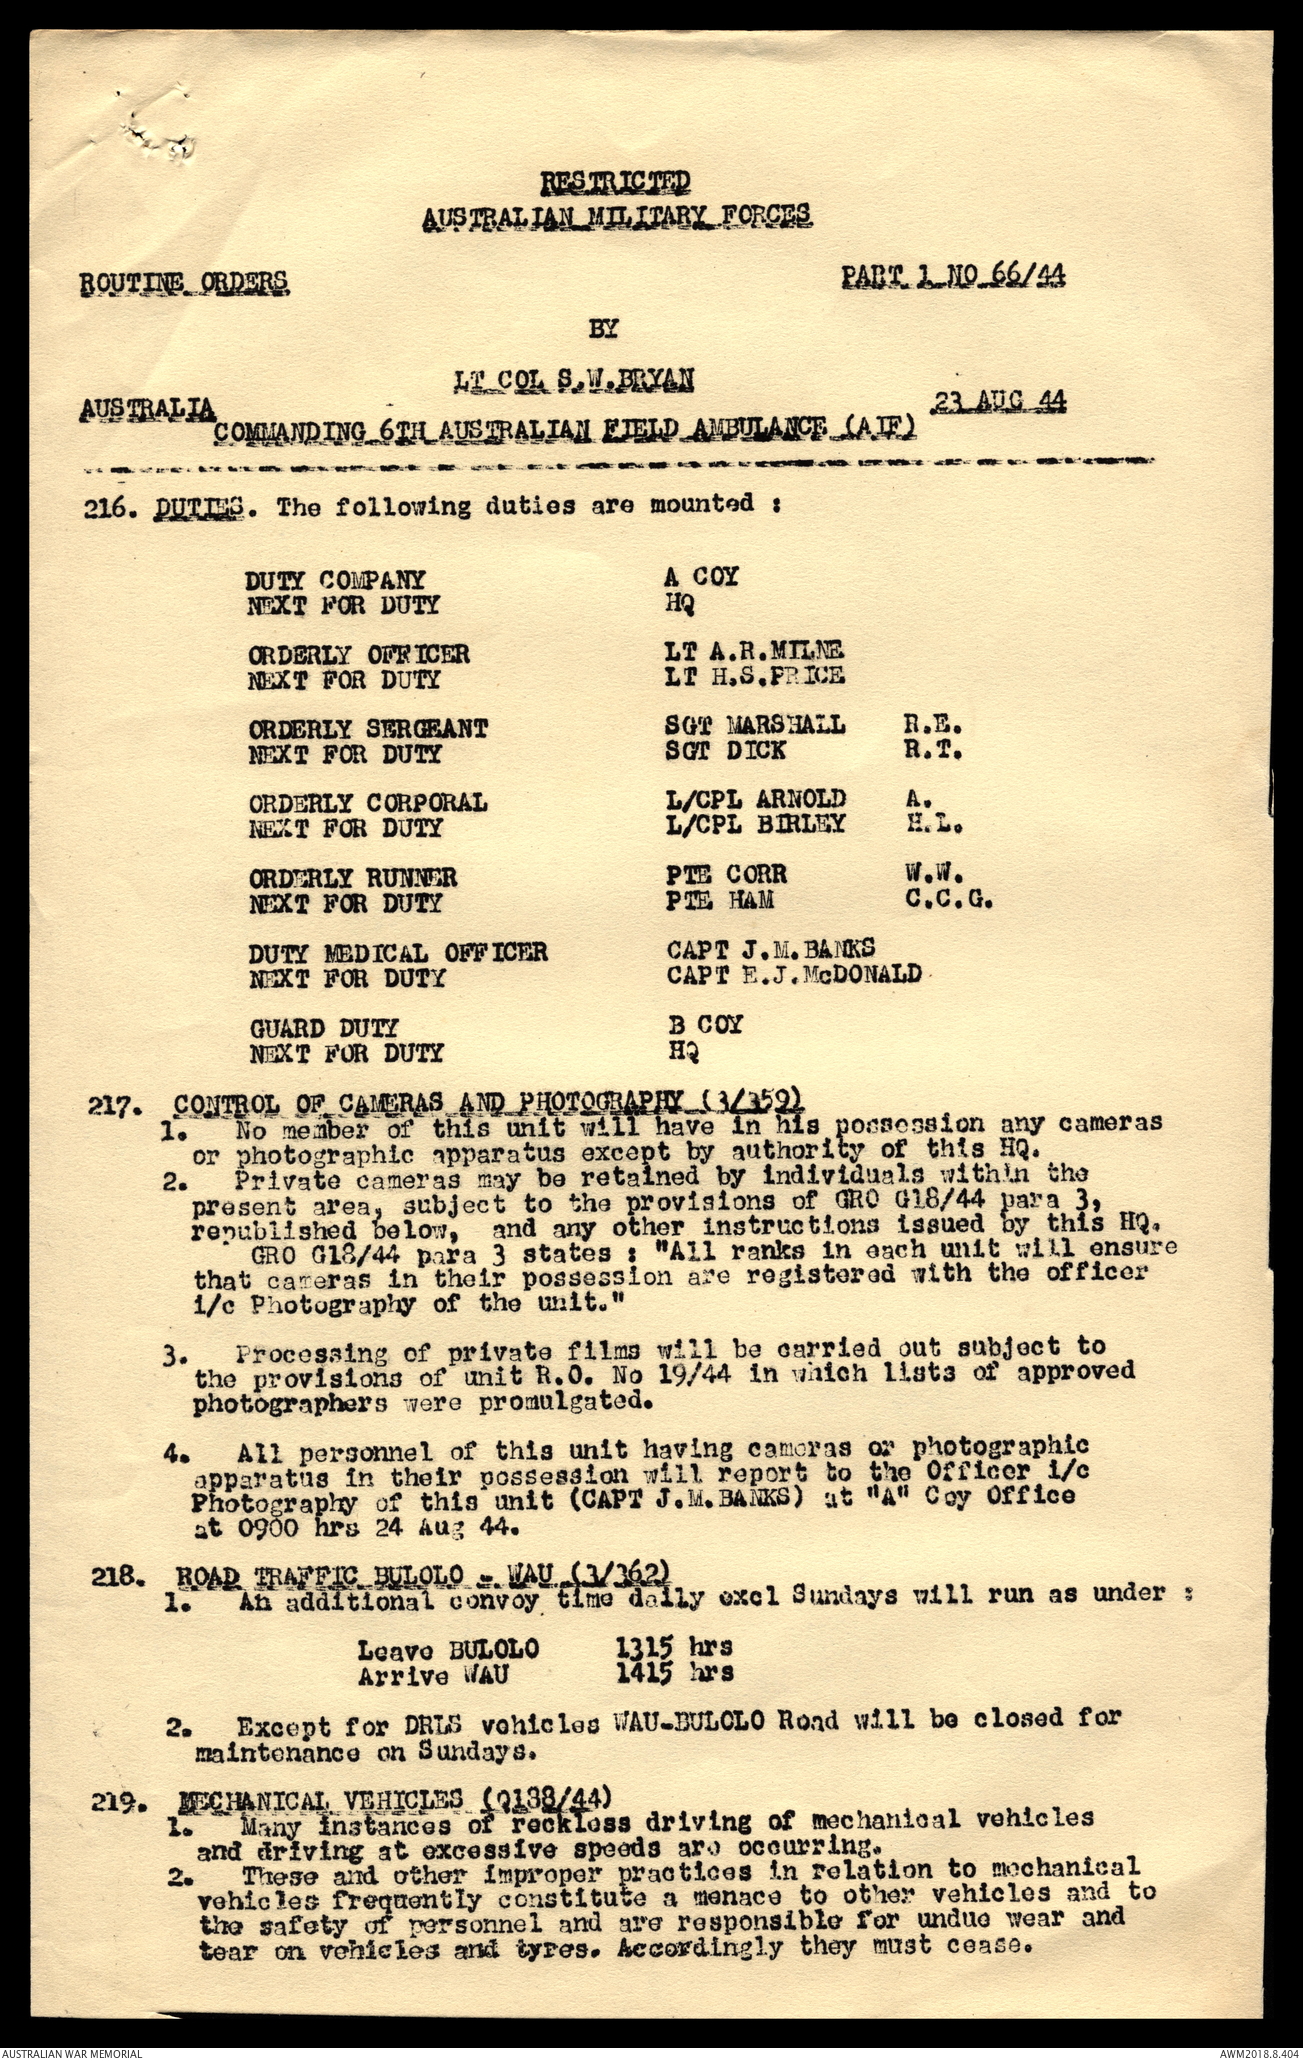 RESTRICTED
AUSTRALIAN MILITARY FORCES
ROUTINE ORDERS PART 1 NO 66/44
BY
LT COL S.W.BRYAN
AUSTRALIA 23 AUG 44
COMMANDING 6TH AUSTRALIAN FIELD AMBULANCE (AIF)
216. DUTIES. The following duties are mounted :
DUTY COMPANY A COY
NEXT FOR DUTY HQ
ORDERLY OFFICER LT A.R.MILNE
NEXT FOR DUTY LT H.S.PRICE
ORDERLY SERGEANT SGT MARSHALL R.E.
NEXT FOR DUTY SGT DICK R.T.
ORDERLY CORPORAL L/CPL ARNOLD A.
NEXT FOR DUTY L/CPL BIRLEY H.L.
ORDERLY RUNNER PTE CORR W.W.
NEXT FOR DUTY PTE HAM C.C.G.
DUTY MEDICAL OFFICER CAPT J.M.BANKS
NEXT FOR DUTY CAPT E.J.McDONALD
GUARD DUTY B COY
NEXT FOR DUTY HQ
217. CONTROL OF CAMERAS AND PHOTOGRAPHY (3/359)
1. No member of this unit will have in his possession any cameras
or photographic apparatus except by authority of this HQ.
2. Private cameras may be retained by individuals within the
present area, subject to the provisions of GRO G18/44 para 3,
republished below, and any other instructions issued by this HQ.
GRO G18/44 para 3 states : "All ranks in each unit will ensure
that cameras in their possession are registered with the officer
i/c Photography of the unit."
3. Processing of private films will be carried out subject to
the provisions of unit R.O. No 19/44 in which lists of approved
photographers were promulgated.
4. All personnel of this unit having cameras or photographic
apparatus in their possession will report to the Officer i/c
Photography of this unit (CAPT J.M.BANKS) at "A" Coy Office
at 0900 hrs 24 Aug 44.
218. ROAD TRAFFIC BULOLO - WAU (3/362)
1. An additional convoy time daily excl Sundays will run as under :
Leave BULOLO 1315 hrs
Arrive WAU 1415 hrs
2. Except for DRLS vehicles WAU-BULOLO Road will be closed for
maintenance on Sundays.
219. MECHANICAL VEHICLES (Q188/44)
1. Many instances of reckless driving of mechanical vehicles
and driving at excessive speeds are occurring.
2. These and other improper practices in relation to mechanical
vehicles frequently constitute a menace to other vehicles and to
the safety of personnel and are responsible for undue wear and
tear on vehicles and tyres. Accordingly they must cease.
AUSTRALIAN WAR MEMORIAL AWM2018.8.404